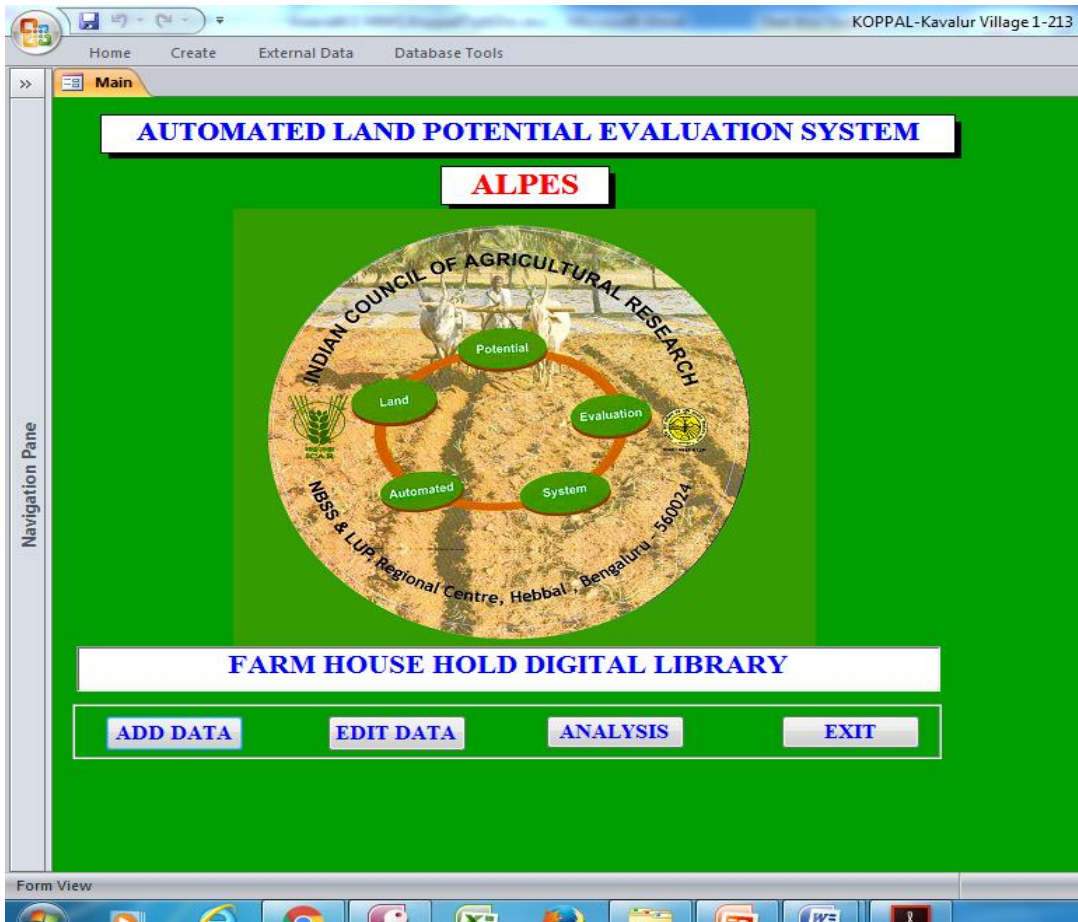 KOPPAL-Kavalur Village 1-213
Home Create External Data Database Tools
Main
AUTOMATED LAND POTENTIAL EVALUATION SYSTEM
ALPES
INDIAN COUNCIL OF AGRICULTURAL RESEARCH
Potential
Land
Evaluation
ICAR
Automated
System
NBSS & LUP, Regional Centre, Hebbal, Bengaluru - 560024
Navigation Pane
FARM HOUSE HOLD DIGITAL LIBRARY
ADD DATA EDIT DATA ANALYSIS EXIT
Form View